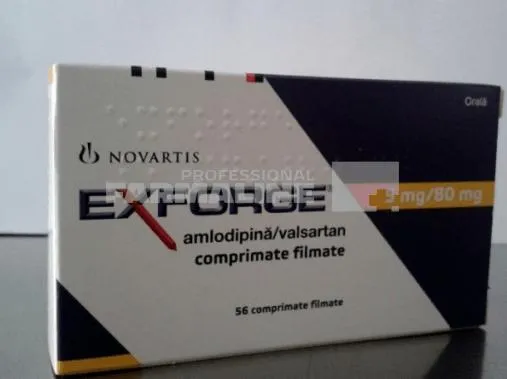 Orală
NOVARTIS
PROFESSIONAL
EXFORGE
mg/80 mg
amlodipină/valsartan
comprimate filmate
56 comprimate filmate